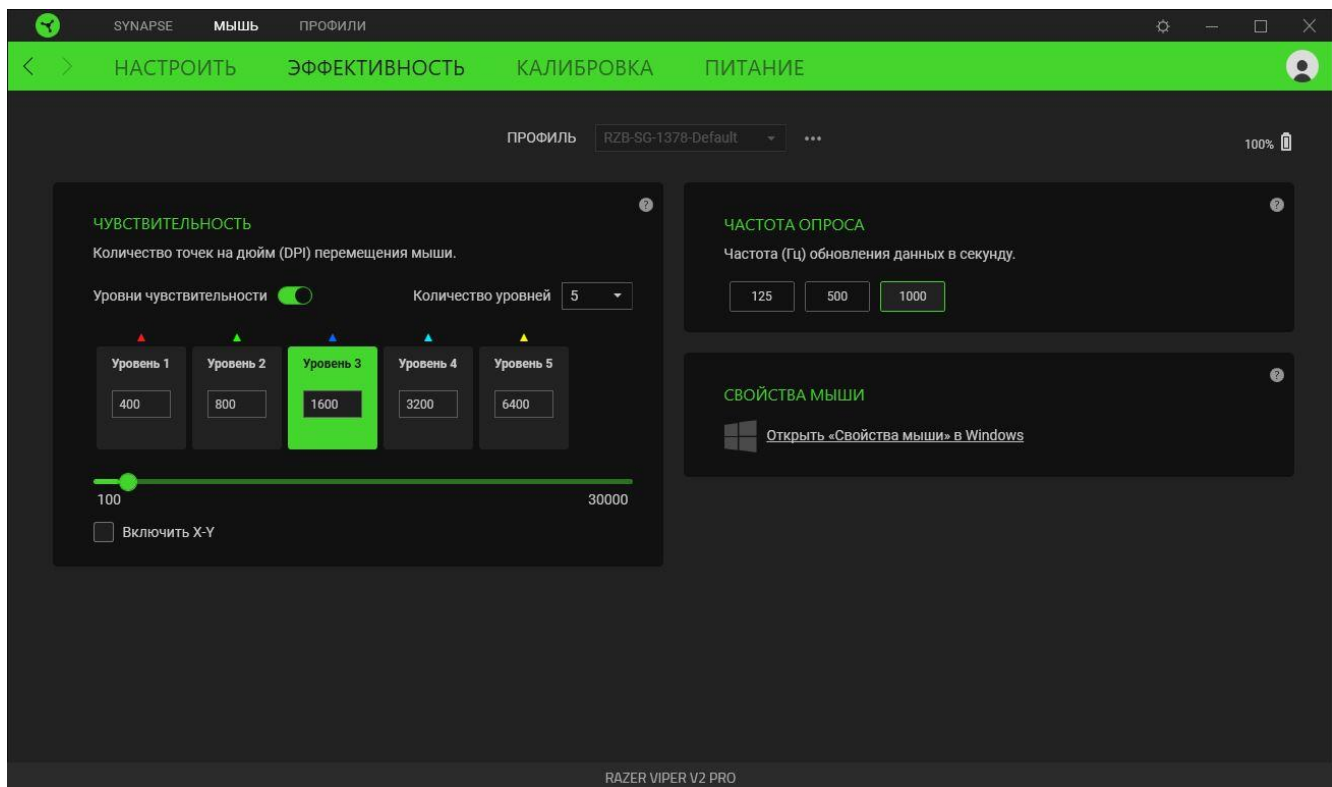 SYNAPSE МЫШЬ ПРОФИЛИ
НАСТРОИТЬ ЭФФЕКТИВНОСТЬ КАЛИБРОВКА ПИТАНИЕ
ПРОФИЛЬ RZB-SG-1378-Default
100%
ЧУВСТВИТЕЛЬНОСТЬ
Количество точек на дюйм (DPI) перемещения мыши.
Уровни чувствительности Количество уровней 5
Уровень 1 Уровень 2 Уровень 3 Уровень 4 Уровень 5
400 800 1600 3200 6400
100 30000
Включить X-Y
ЧАСТОТА ОПРОСА
Частота (Гц) обновления данных в секунду.
125 500 1000
СВОЙСТВА МЫШИ
Открыть «Свойства мыши» в Windows
RAZER VIPER V2 PRO